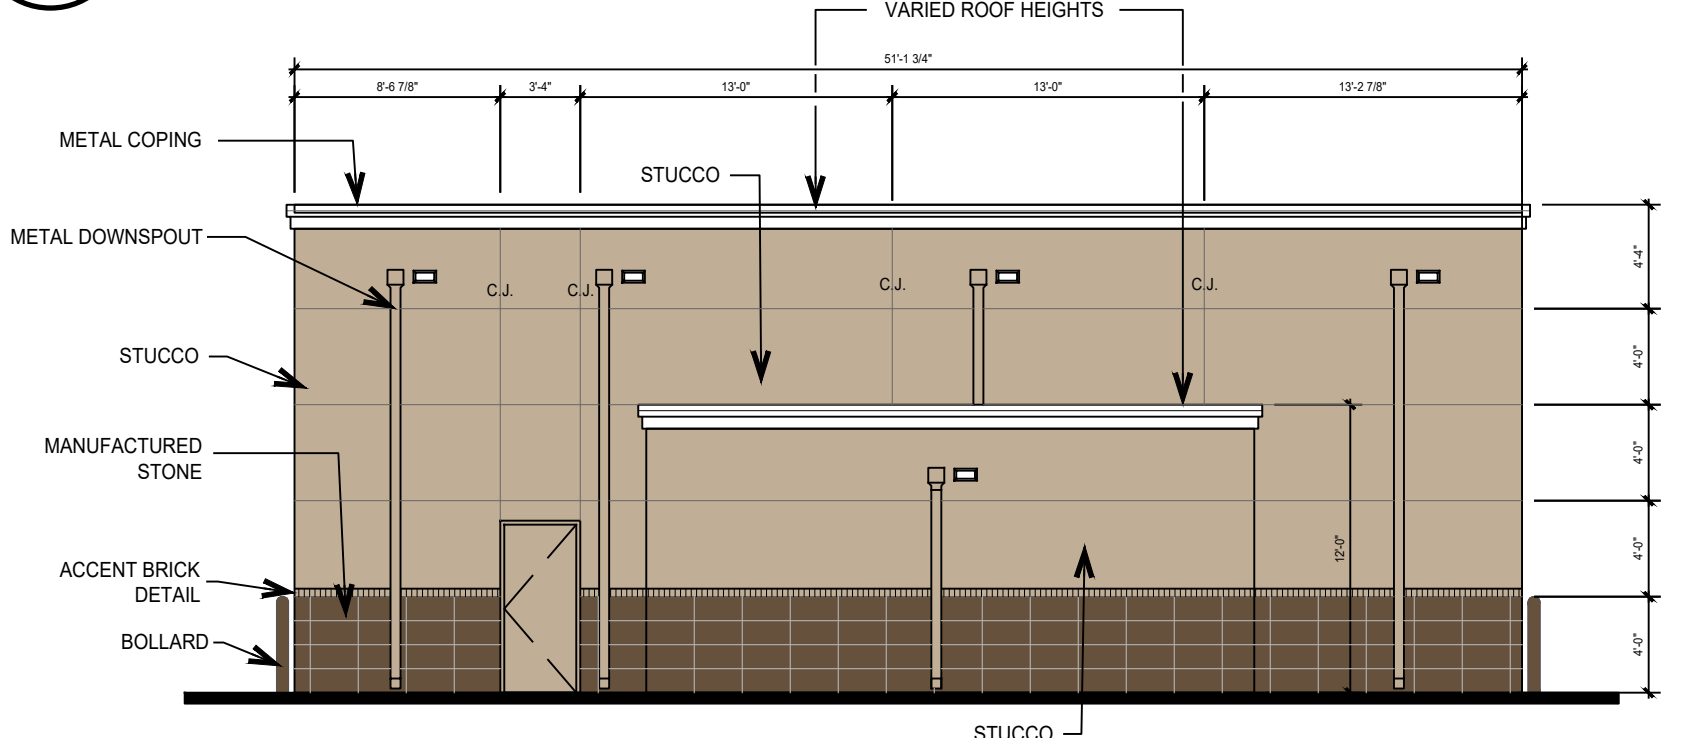 VARIED ROOF HEIGHTS
51'-1 3/4"
8'-6 7/8"
3'-4"
13'-0"
13'-0"
13'-2 7/8"
METAL COPING
STUCCO
METAL DOWNSPOUT
4'-4"
C.J.
C.J.
C.J.
C.J.
STUCCO
4'-0"
MANUFACTURED
STONE
4'-0"
12'-0"
4'-0"
ACCENT BRICK
DETAIL
BOLLARD
4'-0"
STUCCO